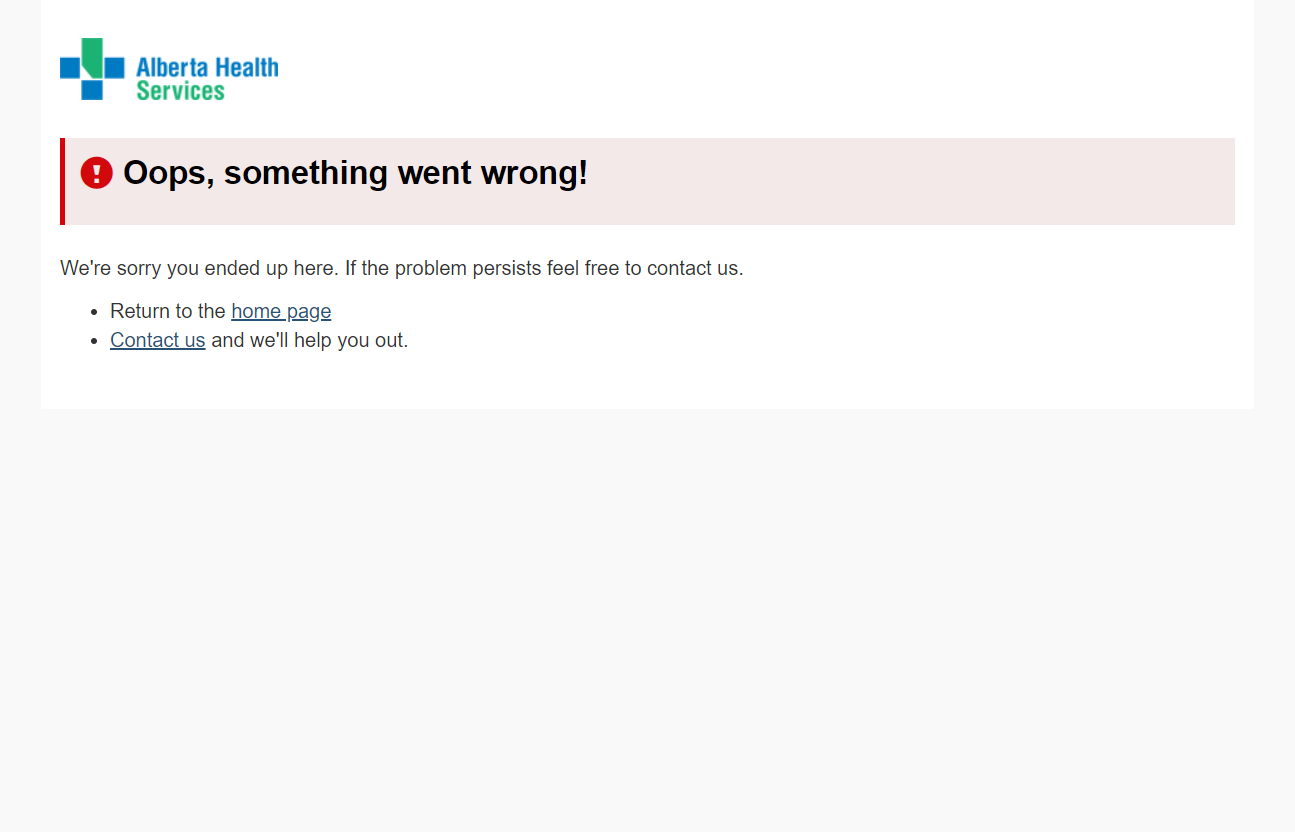 Alberta Health
Services
Oops, something went wrong!
We're sorry you ended up here. If the problem persists feel free to contact us.
Return to the home page
Contact us and we'll help you out.